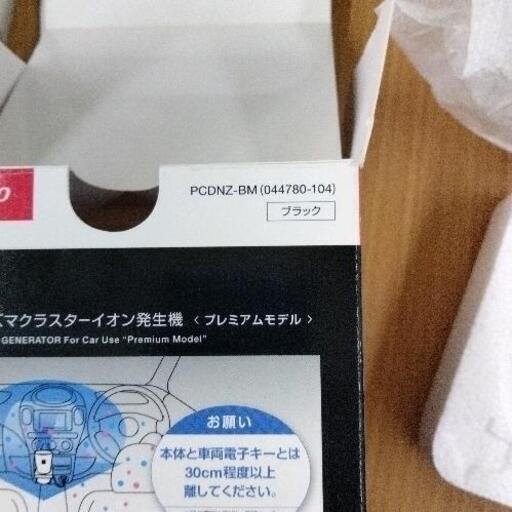 PCDNZ-BM(044780-104)
ブラック
マクラスターイオン発生機〈プレミアムモデル〉
GENERATOR For Car Use "Premium Model"
お願い
本体と車両電子キーとは
30cm程度以上
離してください。